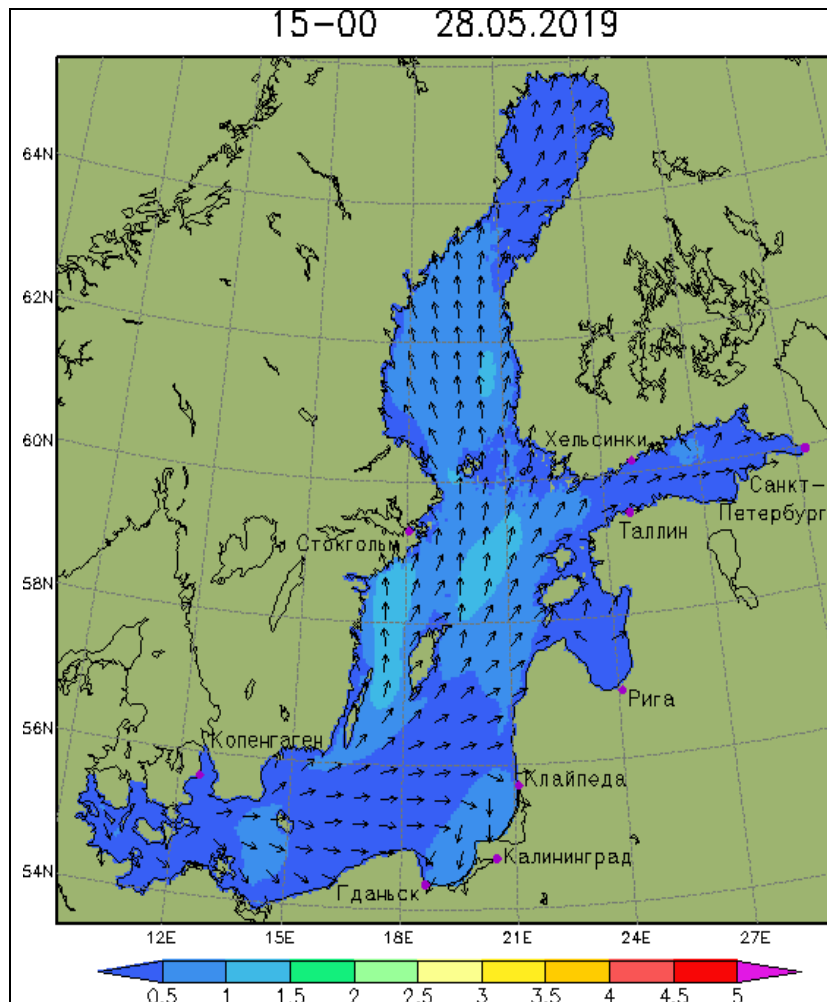 15-00 28.05.2019
64N
62N
60N
Хельсинки
Санкт-
Петербург
Стокгольм
Таллин
58N
Рига
56N
Копенгаген
Клайпеда
54N
Калининград
Гданьск
12E 15E 18E 21E 24E 27E
0.5 1 1.5 2 2.5 3 3.5 4 4.5 5